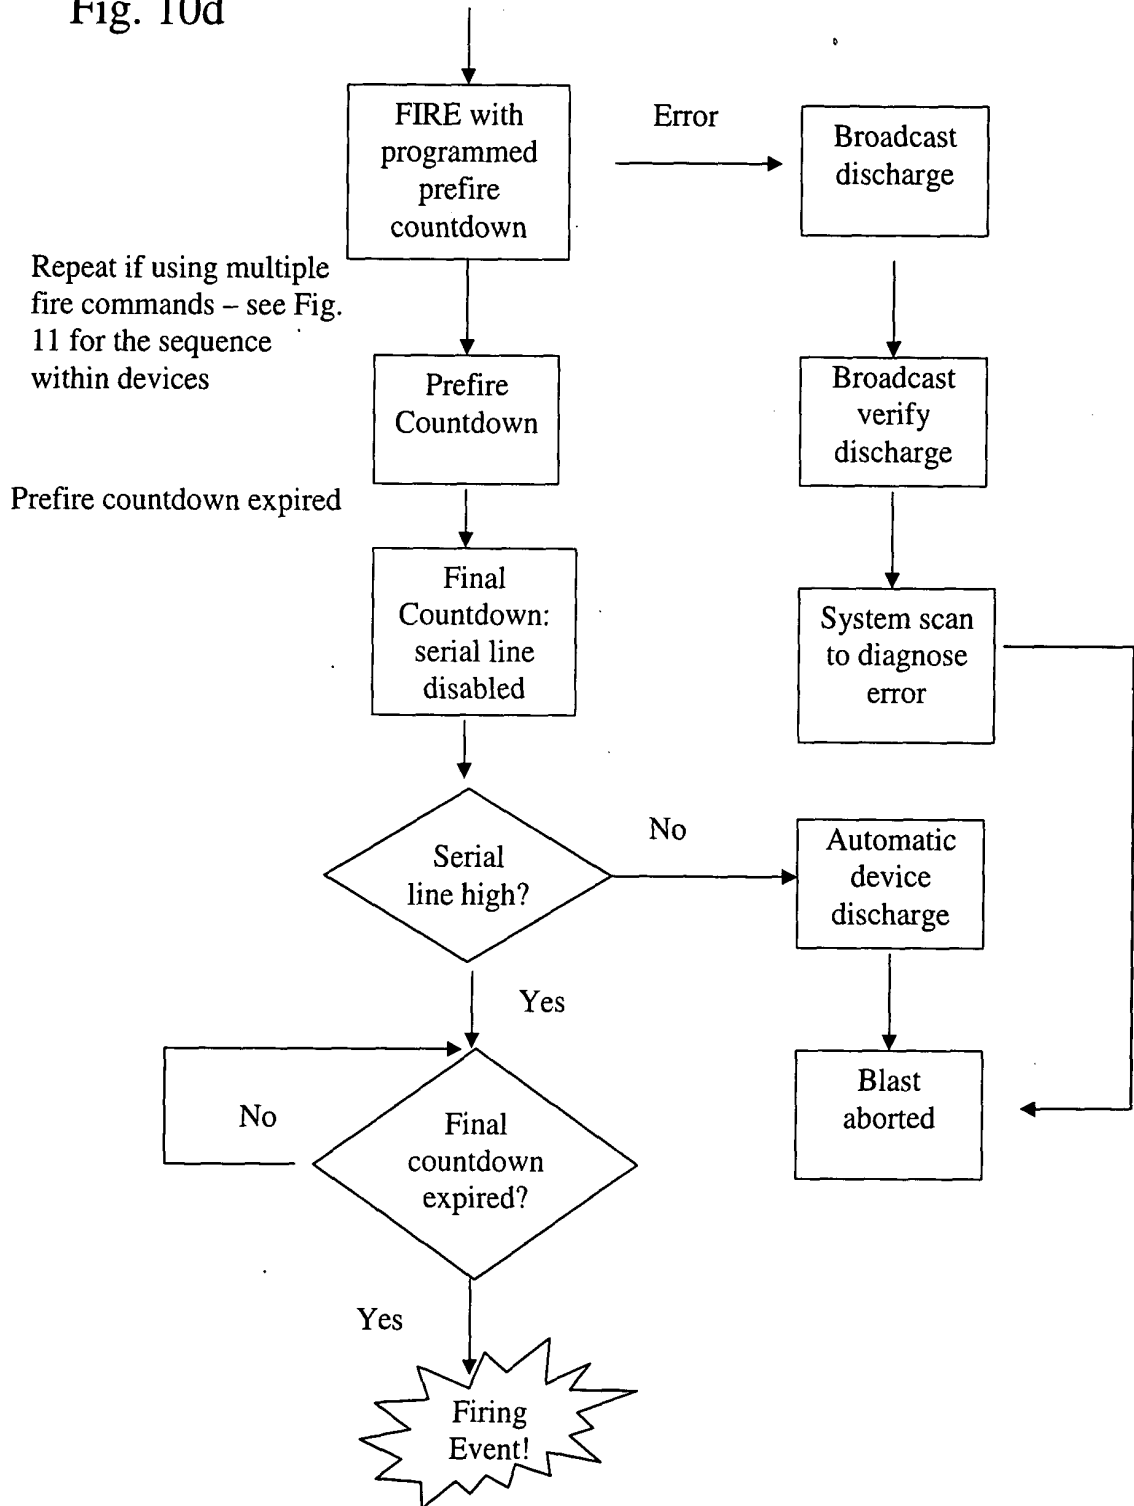 Fig. 10d
FIRE with
programmed
prefire
countdown
Error
Broadcast
discharge
Repeat if using multiple
fire commands – see Fig.
11 for the sequence
within devices
Prefire
Countdown
Broadcast
verify
discharge
Prefire countdown expired
Final
Countdown:
serial line
disabled
System scan
to diagnose
error
Serial
line high?
No
Automatic
device
discharge
Yes
No
Final
countdown
expired?
Blast
aborted
Yes
Firing
Event!